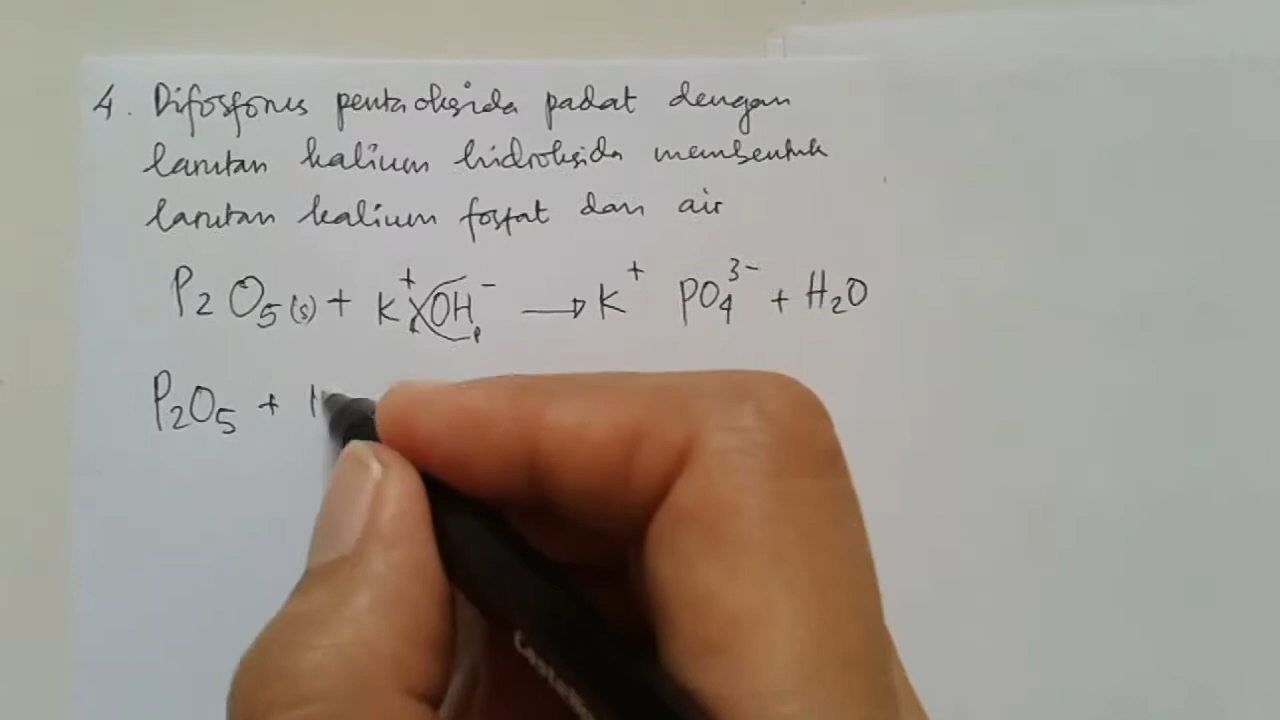 4. Difosforus pentaoksida padat dengan
larutan kalium hidroksida membentuk
larutan kalium fosfat dan air
P2O5(s) + K+ OH- → K+ PO4 3- + H2O
P2O5 +